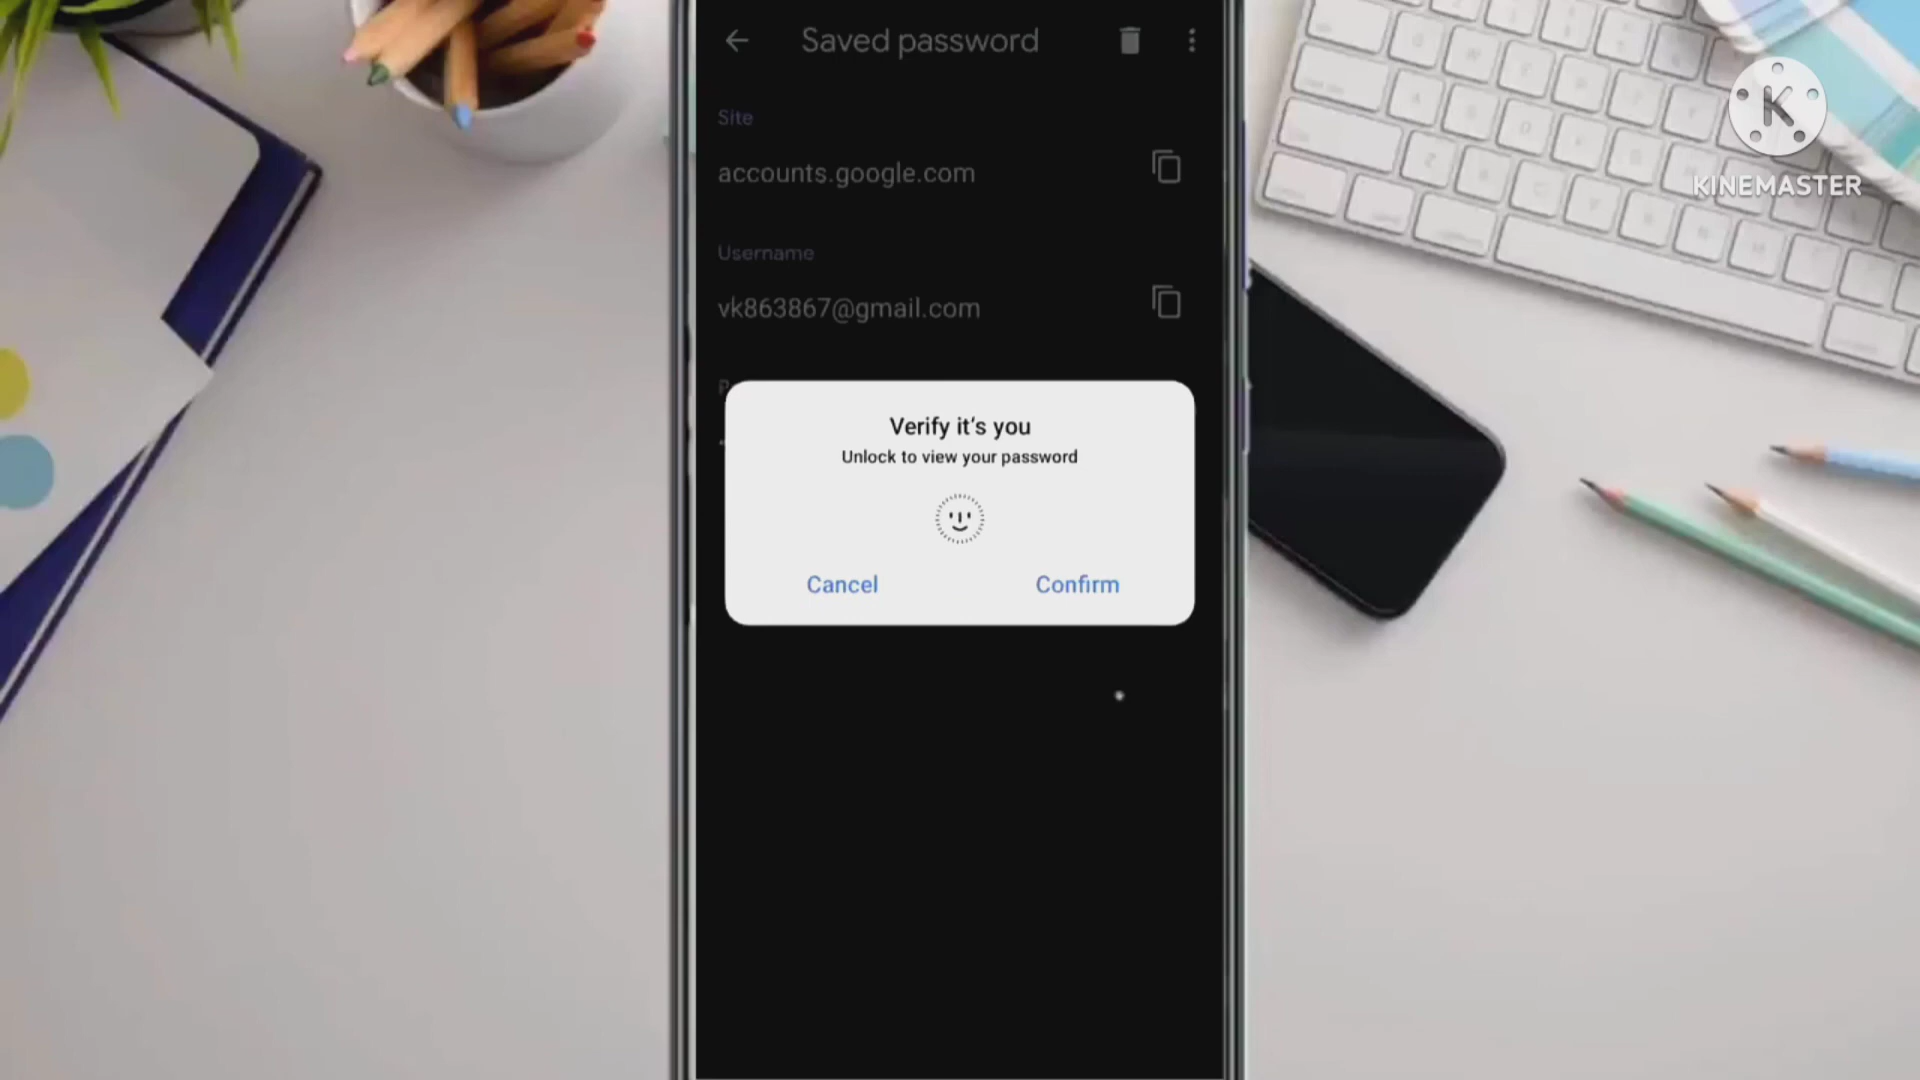 Saved password
Site
accounts.google.com
Username
vk863867@gmail.com
Verify it's you
Unlock to view your password
Cancel
Confirm
K
KINEMASTER